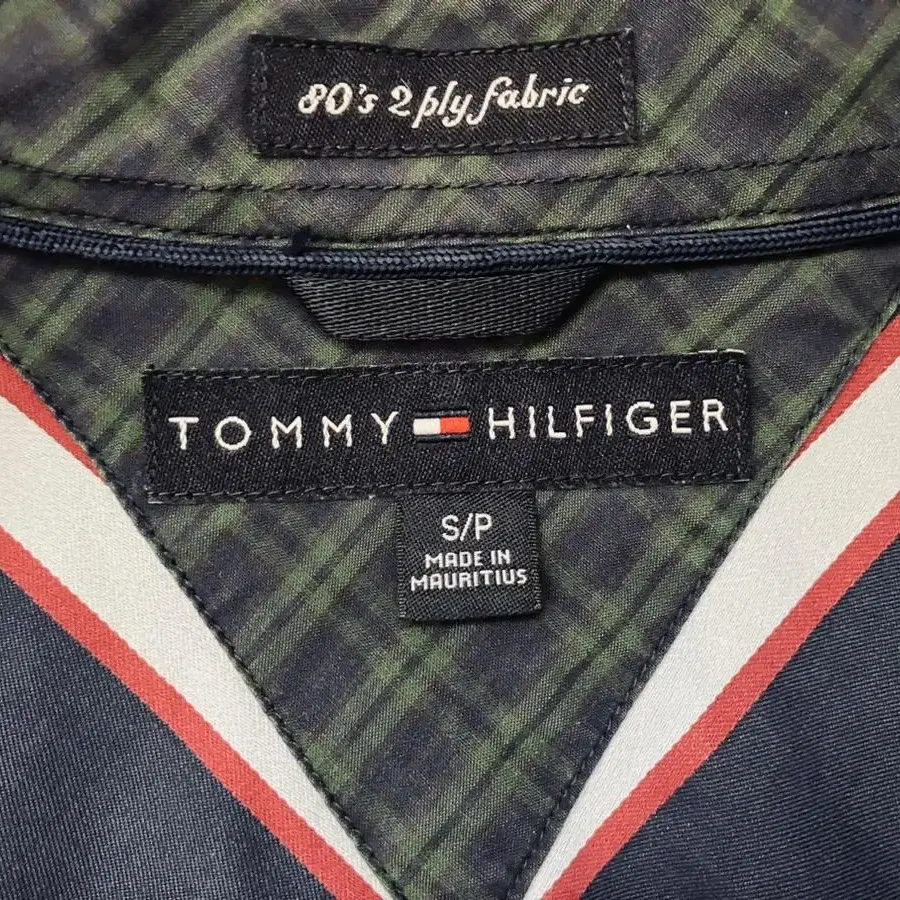 80's 2 ply fabric
TOMMY HILFIGER
S/P
MADE IN
MAURITIUS